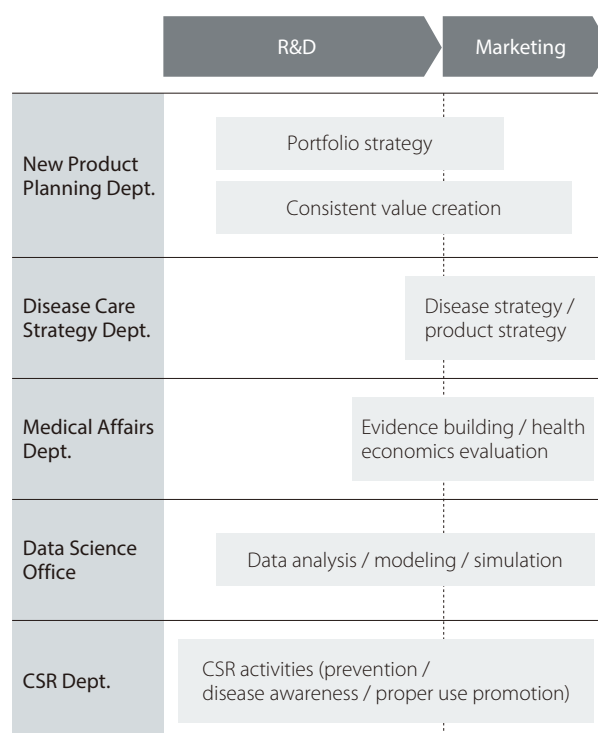 R&D
Marketing
New Product
Planning Dept.
Portfolio strategy
Consistent value creation
Disease Care
Strategy Dept.
Disease strategy /
product strategy
Medical Affairs
Dept.
Evidence building / health
economics evaluation
Data Science
Office
Data analysis / modeling / simulation
CSR Dept.
CSR activities (prevention /
disease awareness / proper use promotion)